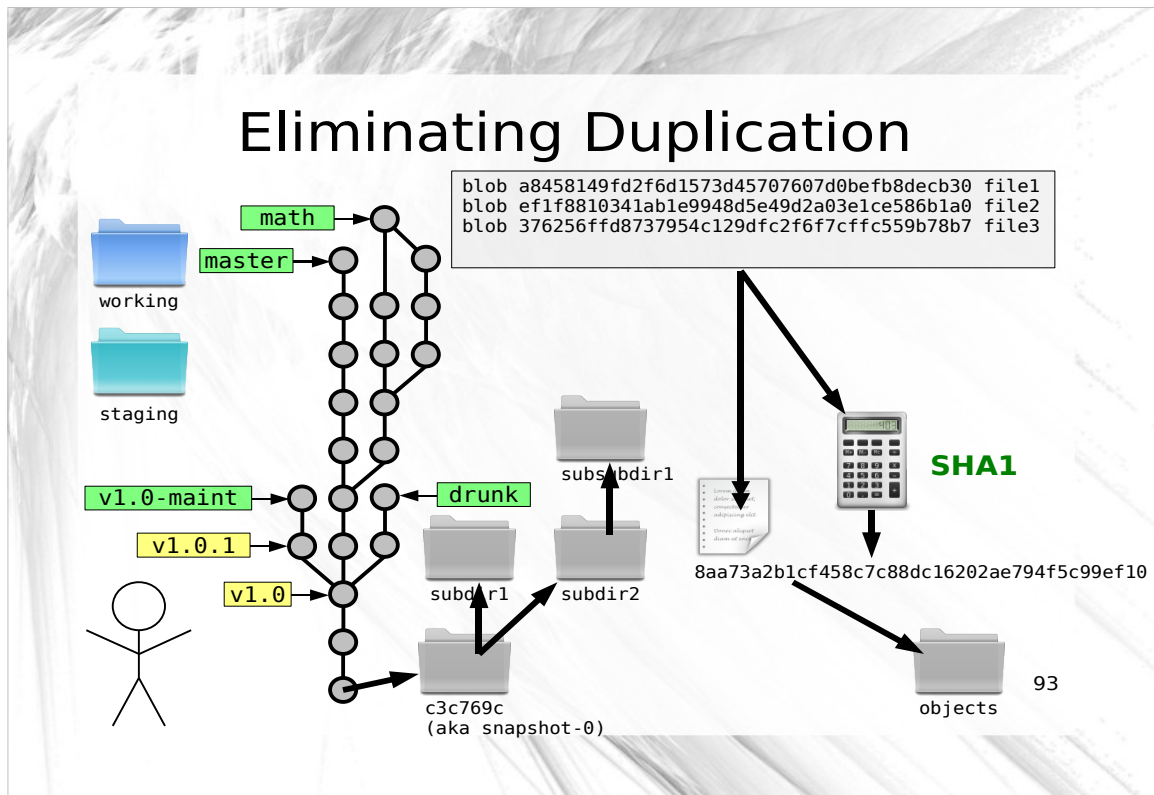 Eliminating Duplication
blob a8458149fd2f6d1573d45707607d0befb8decb30 file1
blob ef1f8810341ab1e9948d5e49d2a03e1ce586b1a0 file2
blob 376256ffd8737954c129dfc2f6f7cffc559b78b7 file3
math
master
working
staging
subsubdir1
SHA1
v1.0-maint
drunk
v1.0.1
8aa73a2b1cf458c7c88dc16202ae794f5c99ef10
v1.0
subdir1
subdir2
93
c3c769c
(aka snapshot-0)
objects